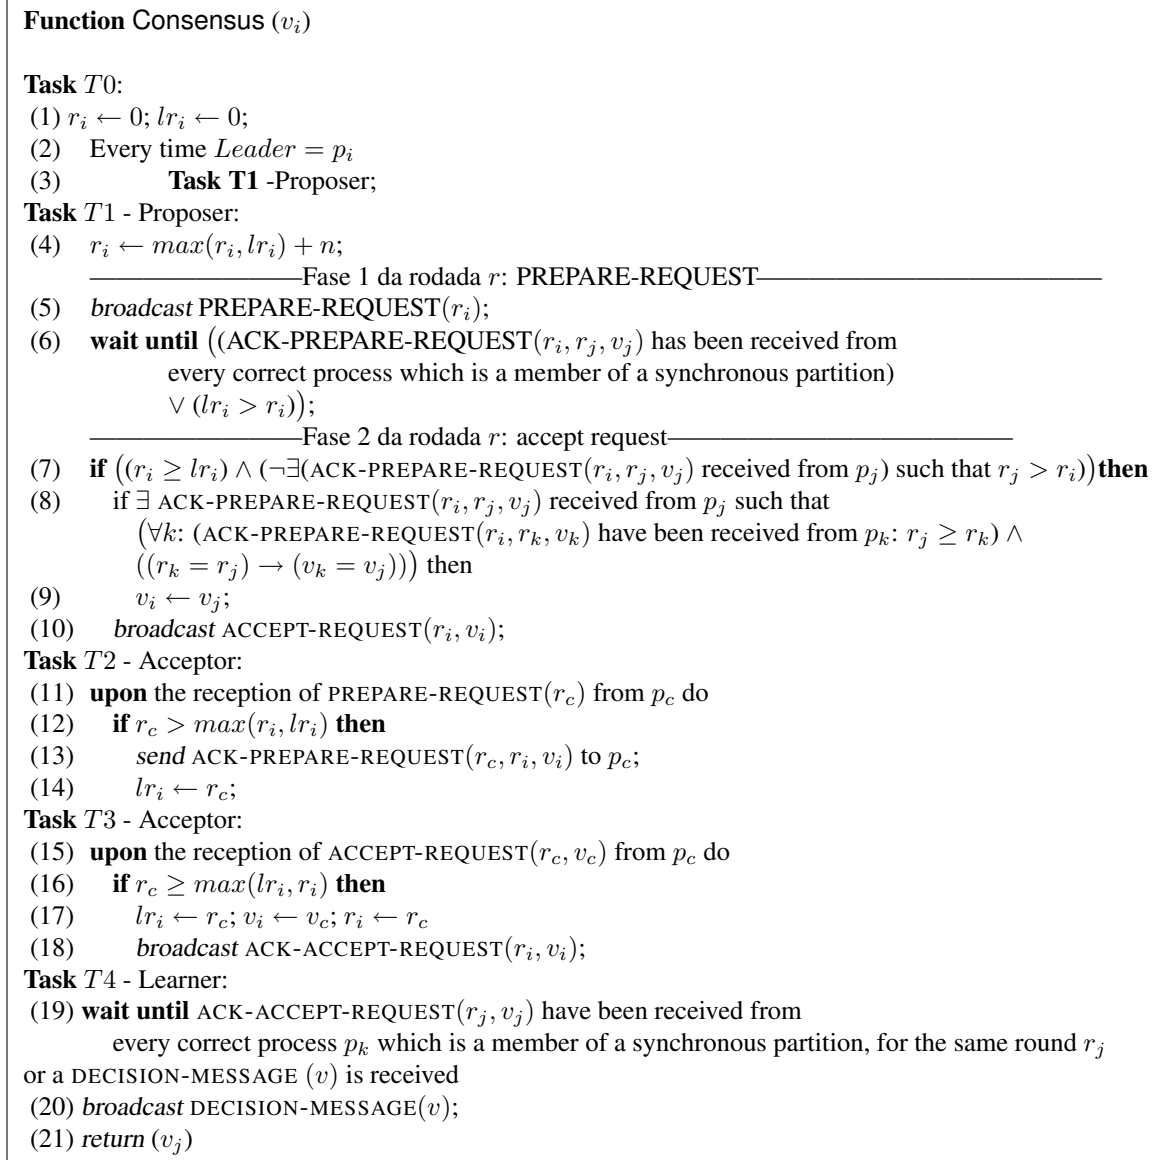 Function Consensus (v_i)
Task T0:
(1) r_i ← 0; lr_i ← 0;
(2) Every time Leader = p_i
(3) Task T1 -Proposer;
Task T1 - Proposer:
(4) r_i ← max(r_i, lr_i) + n;
————————Fase 1 da rodada r: PREPARE-REQUEST————————————
(5) broadcast PREPARE-REQUEST(r_i);
(6) wait until ((ACK-PREPARE-REQUEST(r_i, r_j, v_j) has been received from
every correct process which is a member of a synchronous partition)
∨ (lr_i > r_i));
————————Fase 2 da rodada r: accept request————————————
(7) if ((r_i ≥ lr_i) ∧ (¬∃(ACK-PREPARE-REQUEST(r_i, r_j, v_j) received from p_j) such that r_j > r_i))then
(8) if ∃ ACK-PREPARE-REQUEST(r_i, r_j, v_j) received from p_j such that
(∀k: (ACK-PREPARE-REQUEST(r_i, r_k, v_k) have been received from p_k: r_j ≥ r_k) ∧
((r_k = r_j) → (v_k = v_j))) then
(9) v_i ← v_j;
(10) broadcast ACCEPT-REQUEST(r_i, v_i);
Task T2 - Acceptor:
(11) upon the reception of PREPARE-REQUEST(r_c) from p_c do
(12) if r_c > max(r_i, lr_i) then
(13) send ACK-PREPARE-REQUEST(r_c, r_i, v_i) to p_c;
(14) lr_i ← r_c;
Task T3 - Acceptor:
(15) upon the reception of ACCEPT-REQUEST(r_c, v_c) from p_c do
(16) if r_c ≥ max(lr_i, r_i) then
(17) lr_i ← r_c; v_i ← v_c; r_i ← r_c
(18) broadcast ACK-ACCEPT-REQUEST(r_i, v_i);
Task T4 - Learner:
(19) wait until ACK-ACCEPT-REQUEST(r_j, v_j) have been received from
every correct process p_k which is a member of a synchronous partition, for the same round r_j
or a DECISION-MESSAGE (v) is received
(20) broadcast DECISION-MESSAGE(v);
(21) return (v_j)